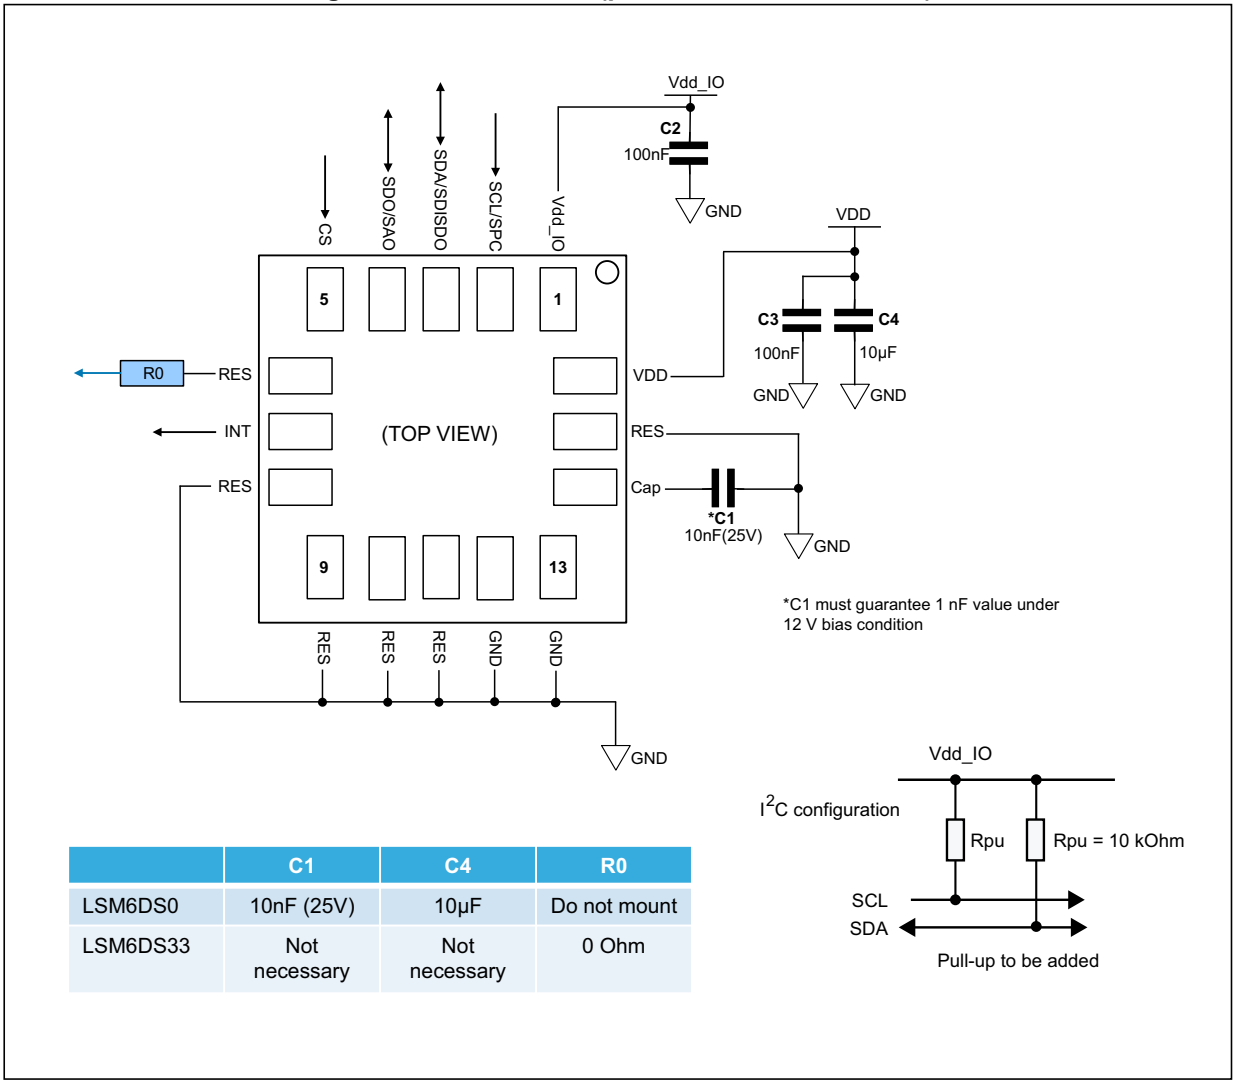 Vdd_IO
C2
100nF
GND
CS
SDO/SAO
SDA/SDISDO
SCL/SPC
Vdd_IO
VDD
5
1
C3
C4
100nF
10µF
GND
GND
R0
RES
VDD
INT
(TOP VIEW)
RES
RES
Cap
*C1
10nF(25V)
GND
9
13
*C1 must guarantee 1 nF value under
12 V bias condition
RES
RES
RES
GND
GND
GND
Vdd_IO
I2C configuration
Rpu
Rpu = 10 kOhm
SCL
SDA
Pull-up to be added
C1 C4 R0
LSM6DS0 10nF (25V) 10µF Do not mount
LSM6DS33 Not Not 0 Ohm
necessary necessary